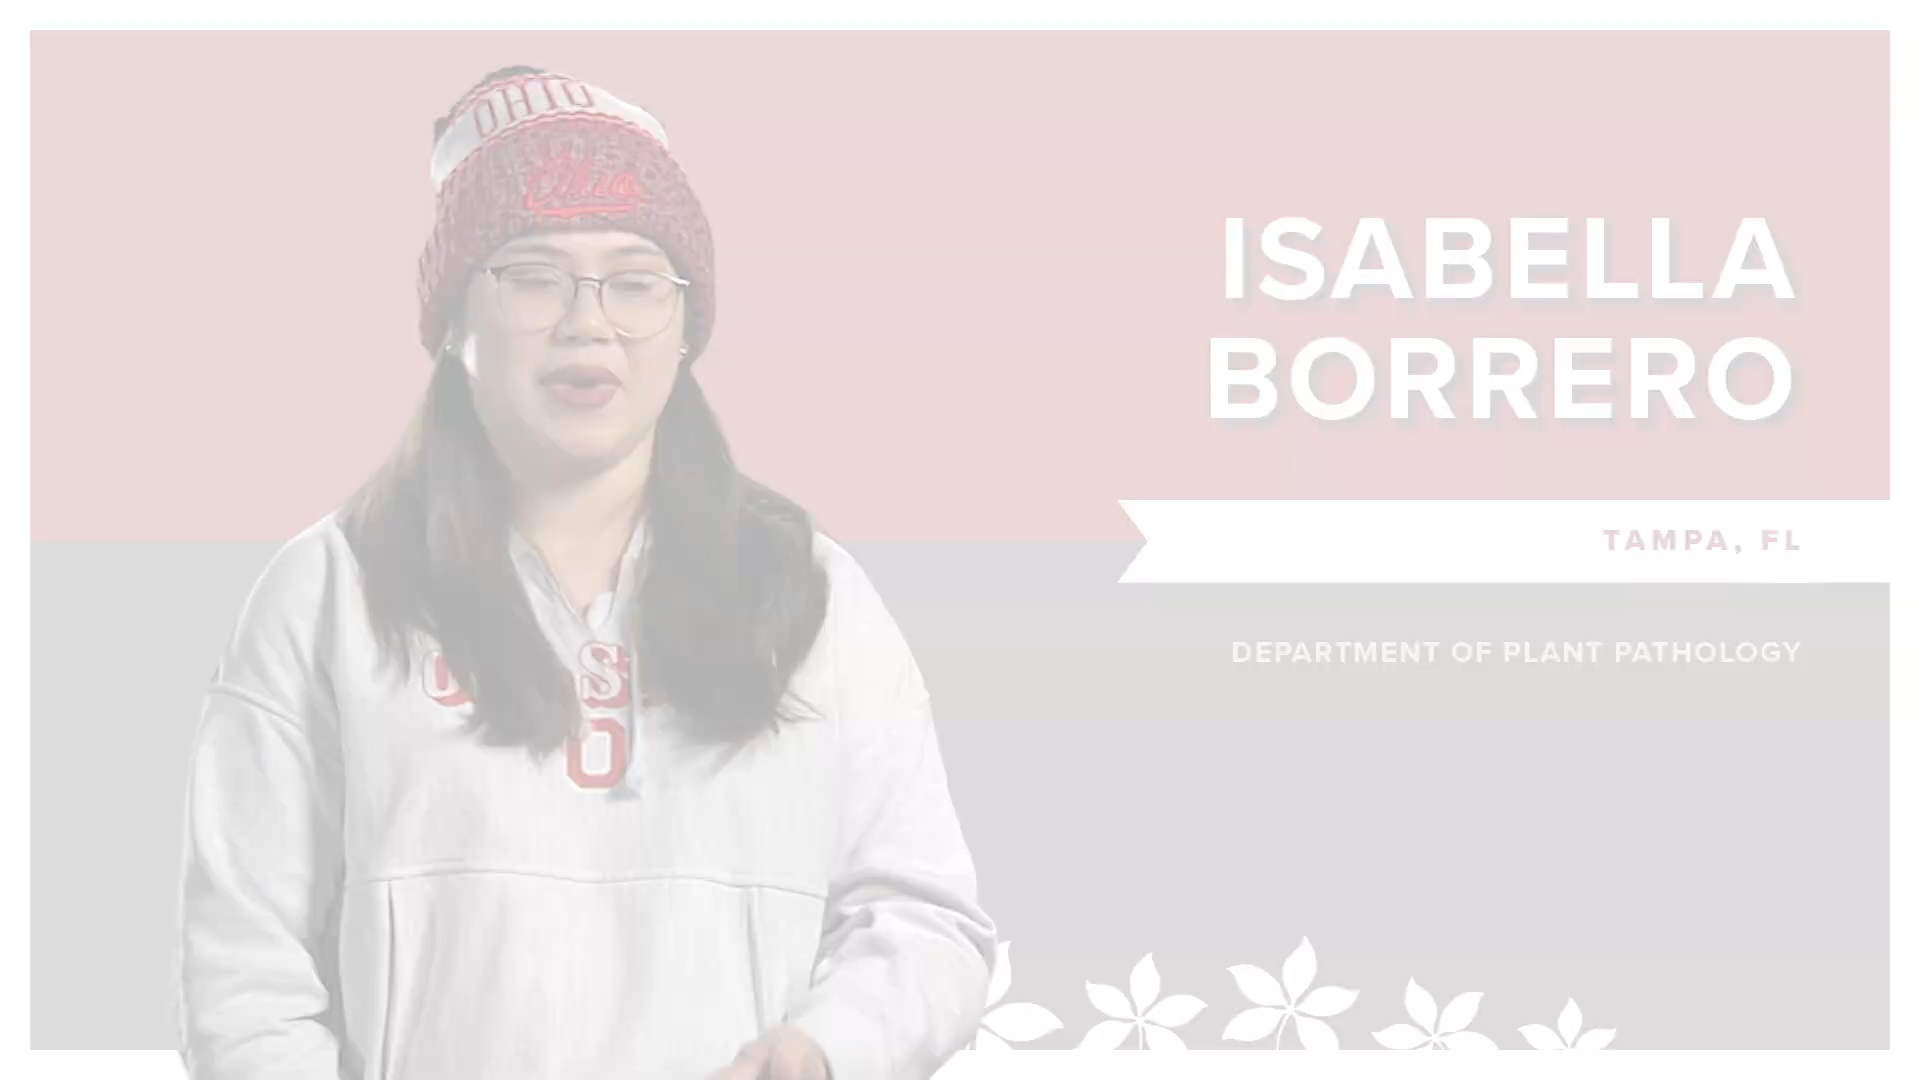 OHIO
Ohio
ISABELLA
BORRERO
TAMPA, FL
DEPARTMENT OF PLANT PATHOLOGY
S
O